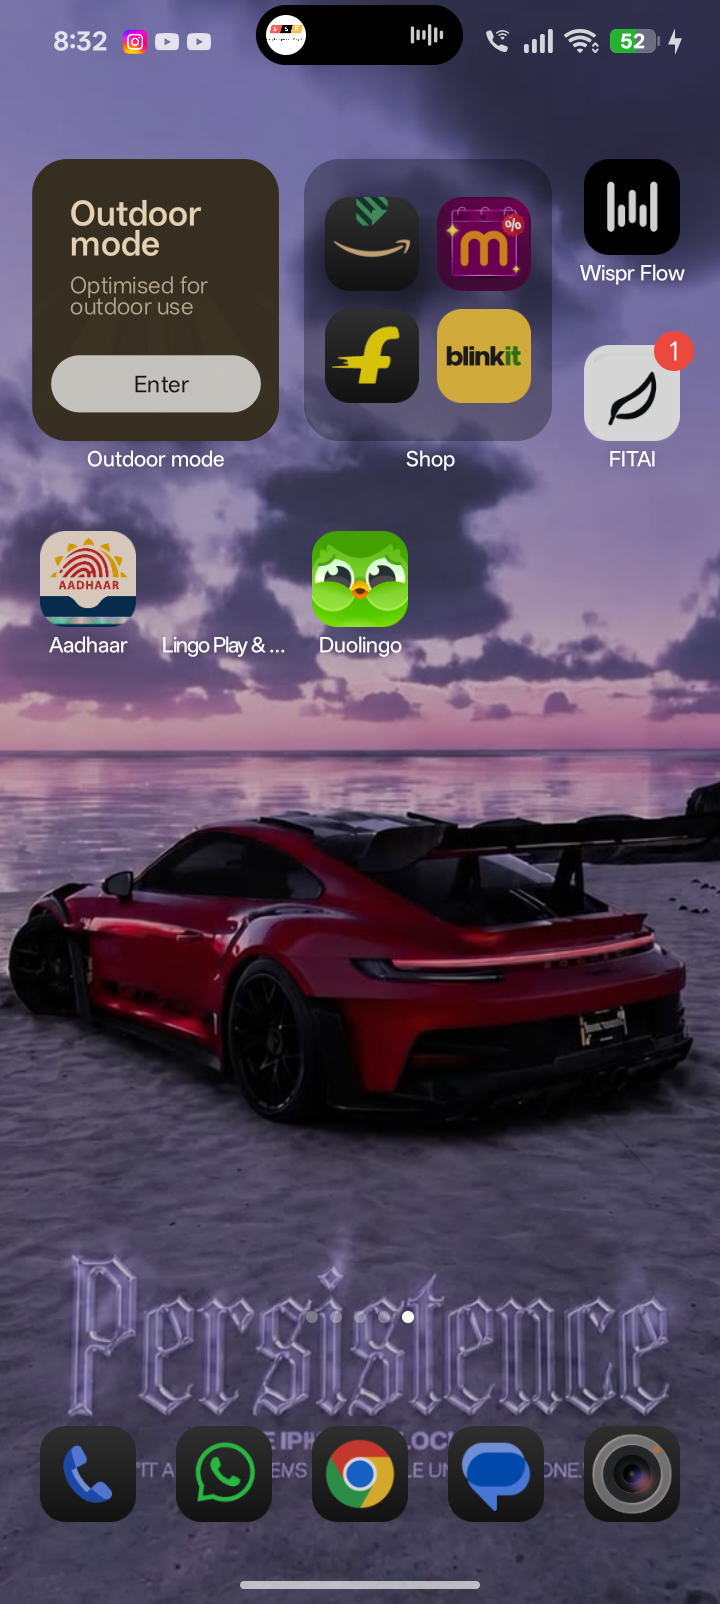 8:32
52
Outdoor
mode
Optimised for
outdoor use
Enter
Outdoor mode
m
%
blinkit
Shop
Wispr Flow
1
FITAI
AADHAAR
Aadhaar
Lingo Play & ...
Duolingo
Persistence